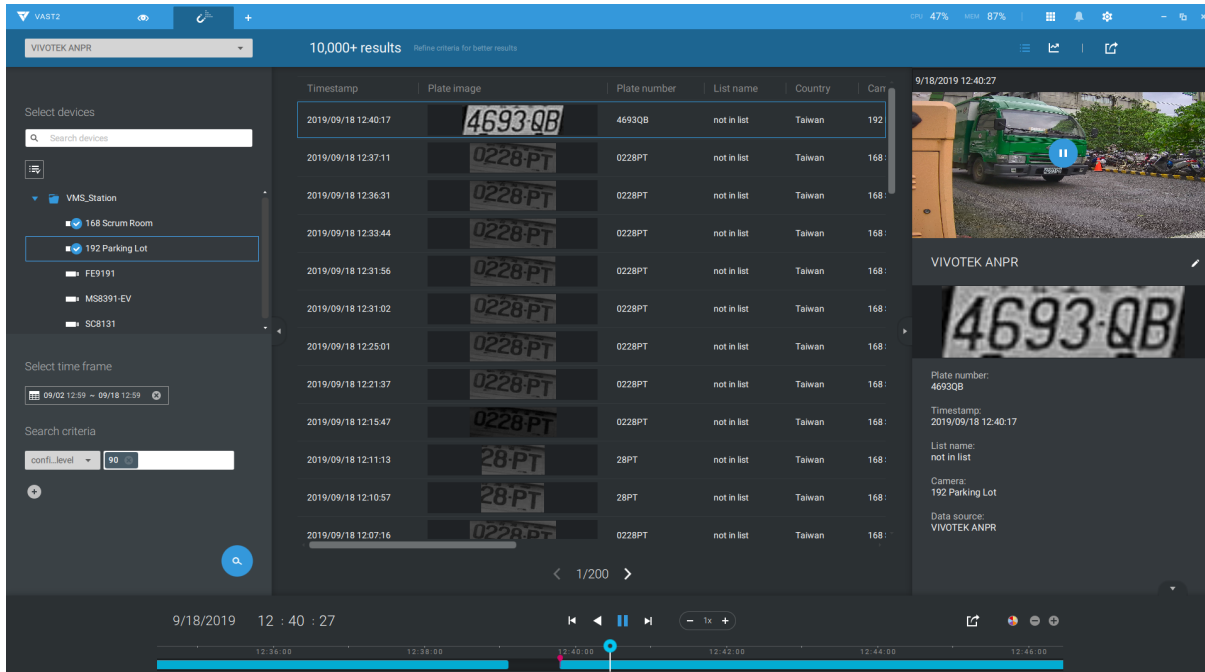 VAST2
CPU 47% MEM 87%
VIVOTEK ANPR
10,000+ results Refine criteria for better results
Select devices
Search devices
VMS_Station
168 Scrum Room
192 Parking Lot
FE9191
MS8391-EV
SC8131
Select time frame
09/02 12:59 ~ 09/18 12:59
Search criteria
confi...level 90
Timestamp Plate image Plate number List name Country Cam
2019/09/18 12:40:17 4693·QB 4693QB not in list Taiwan 192
2019/09/18 12:37:11 0228·PT 0228PT not in list Taiwan 168
2019/09/18 12:36:31 0228·PT 0228PT not in list Taiwan 168
2019/09/18 12:33:44 0228·PT 0228PT not in list Taiwan 168
2019/09/18 12:31:56 0228·PT 0228PT not in list Taiwan 168
2019/09/18 12:31:02 0228·PT 0228PT not in list Taiwan 168
2019/09/18 12:25:01 0228·PT 0228PT not in list Taiwan 168
2019/09/18 12:21:37 0228·PT 0228PT not in list Taiwan 168
2019/09/18 12:15:47 0228·PT 0228PT not in list Taiwan 168
2019/09/18 12:11:13 28·PT 28PT not in list Taiwan 168
2019/09/18 12:10:57 28·PT 28PT not in list Taiwan 168
2019/09/18 12:07:16 0228·PT 0228PT not in list Taiwan 168
1/200
9/18/2019 12:40:27
VIVOTEK ANPR
4693·QB
Plate number:
4693QB
Timestamp:
2019/09/18 12:40:17
List name:
not in list
Camera:
192 Parking Lot
Data source:
VIVOTEK ANPR
9/18/2019 12 : 40 : 27
1x
12:36:00 12:38:00 12:40:00 12:42:00 12:44:00 12:46:00